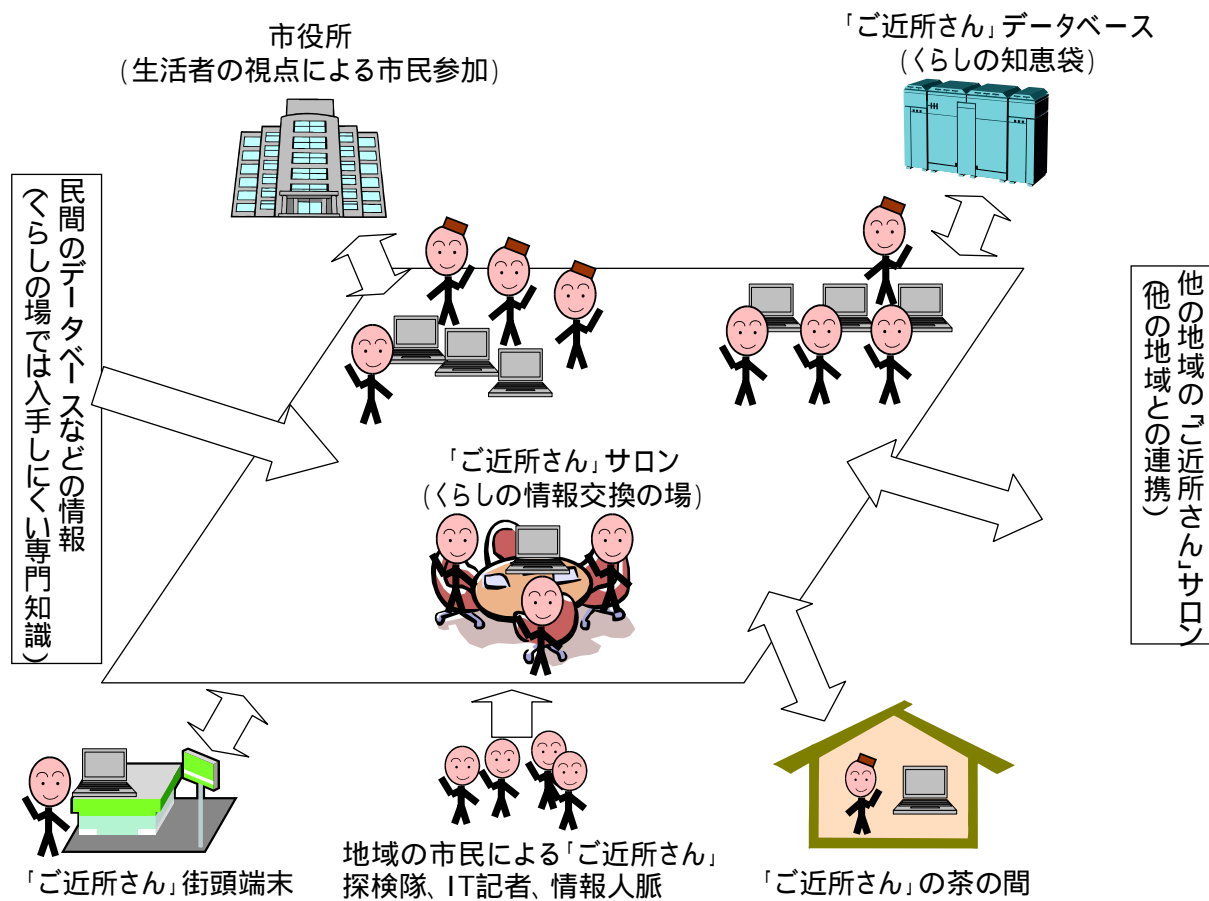 市役所
(生活者の視点による市民参加)
「ご近所さん」データベース
(くらしの知恵袋)
民間のデータベースなどの情報
(くらしの場では入手しにくい専門知識)
他の地域の「ご近所さん」サロン
(他の地域との連携)
「ご近所さん」サロン
(くらしの情報交換の場)
「ご近所さん」街頭端末
地域の市民による「ご近所さん」
探検隊、IT記者、情報人脈
「ご近所さん」の茶の間